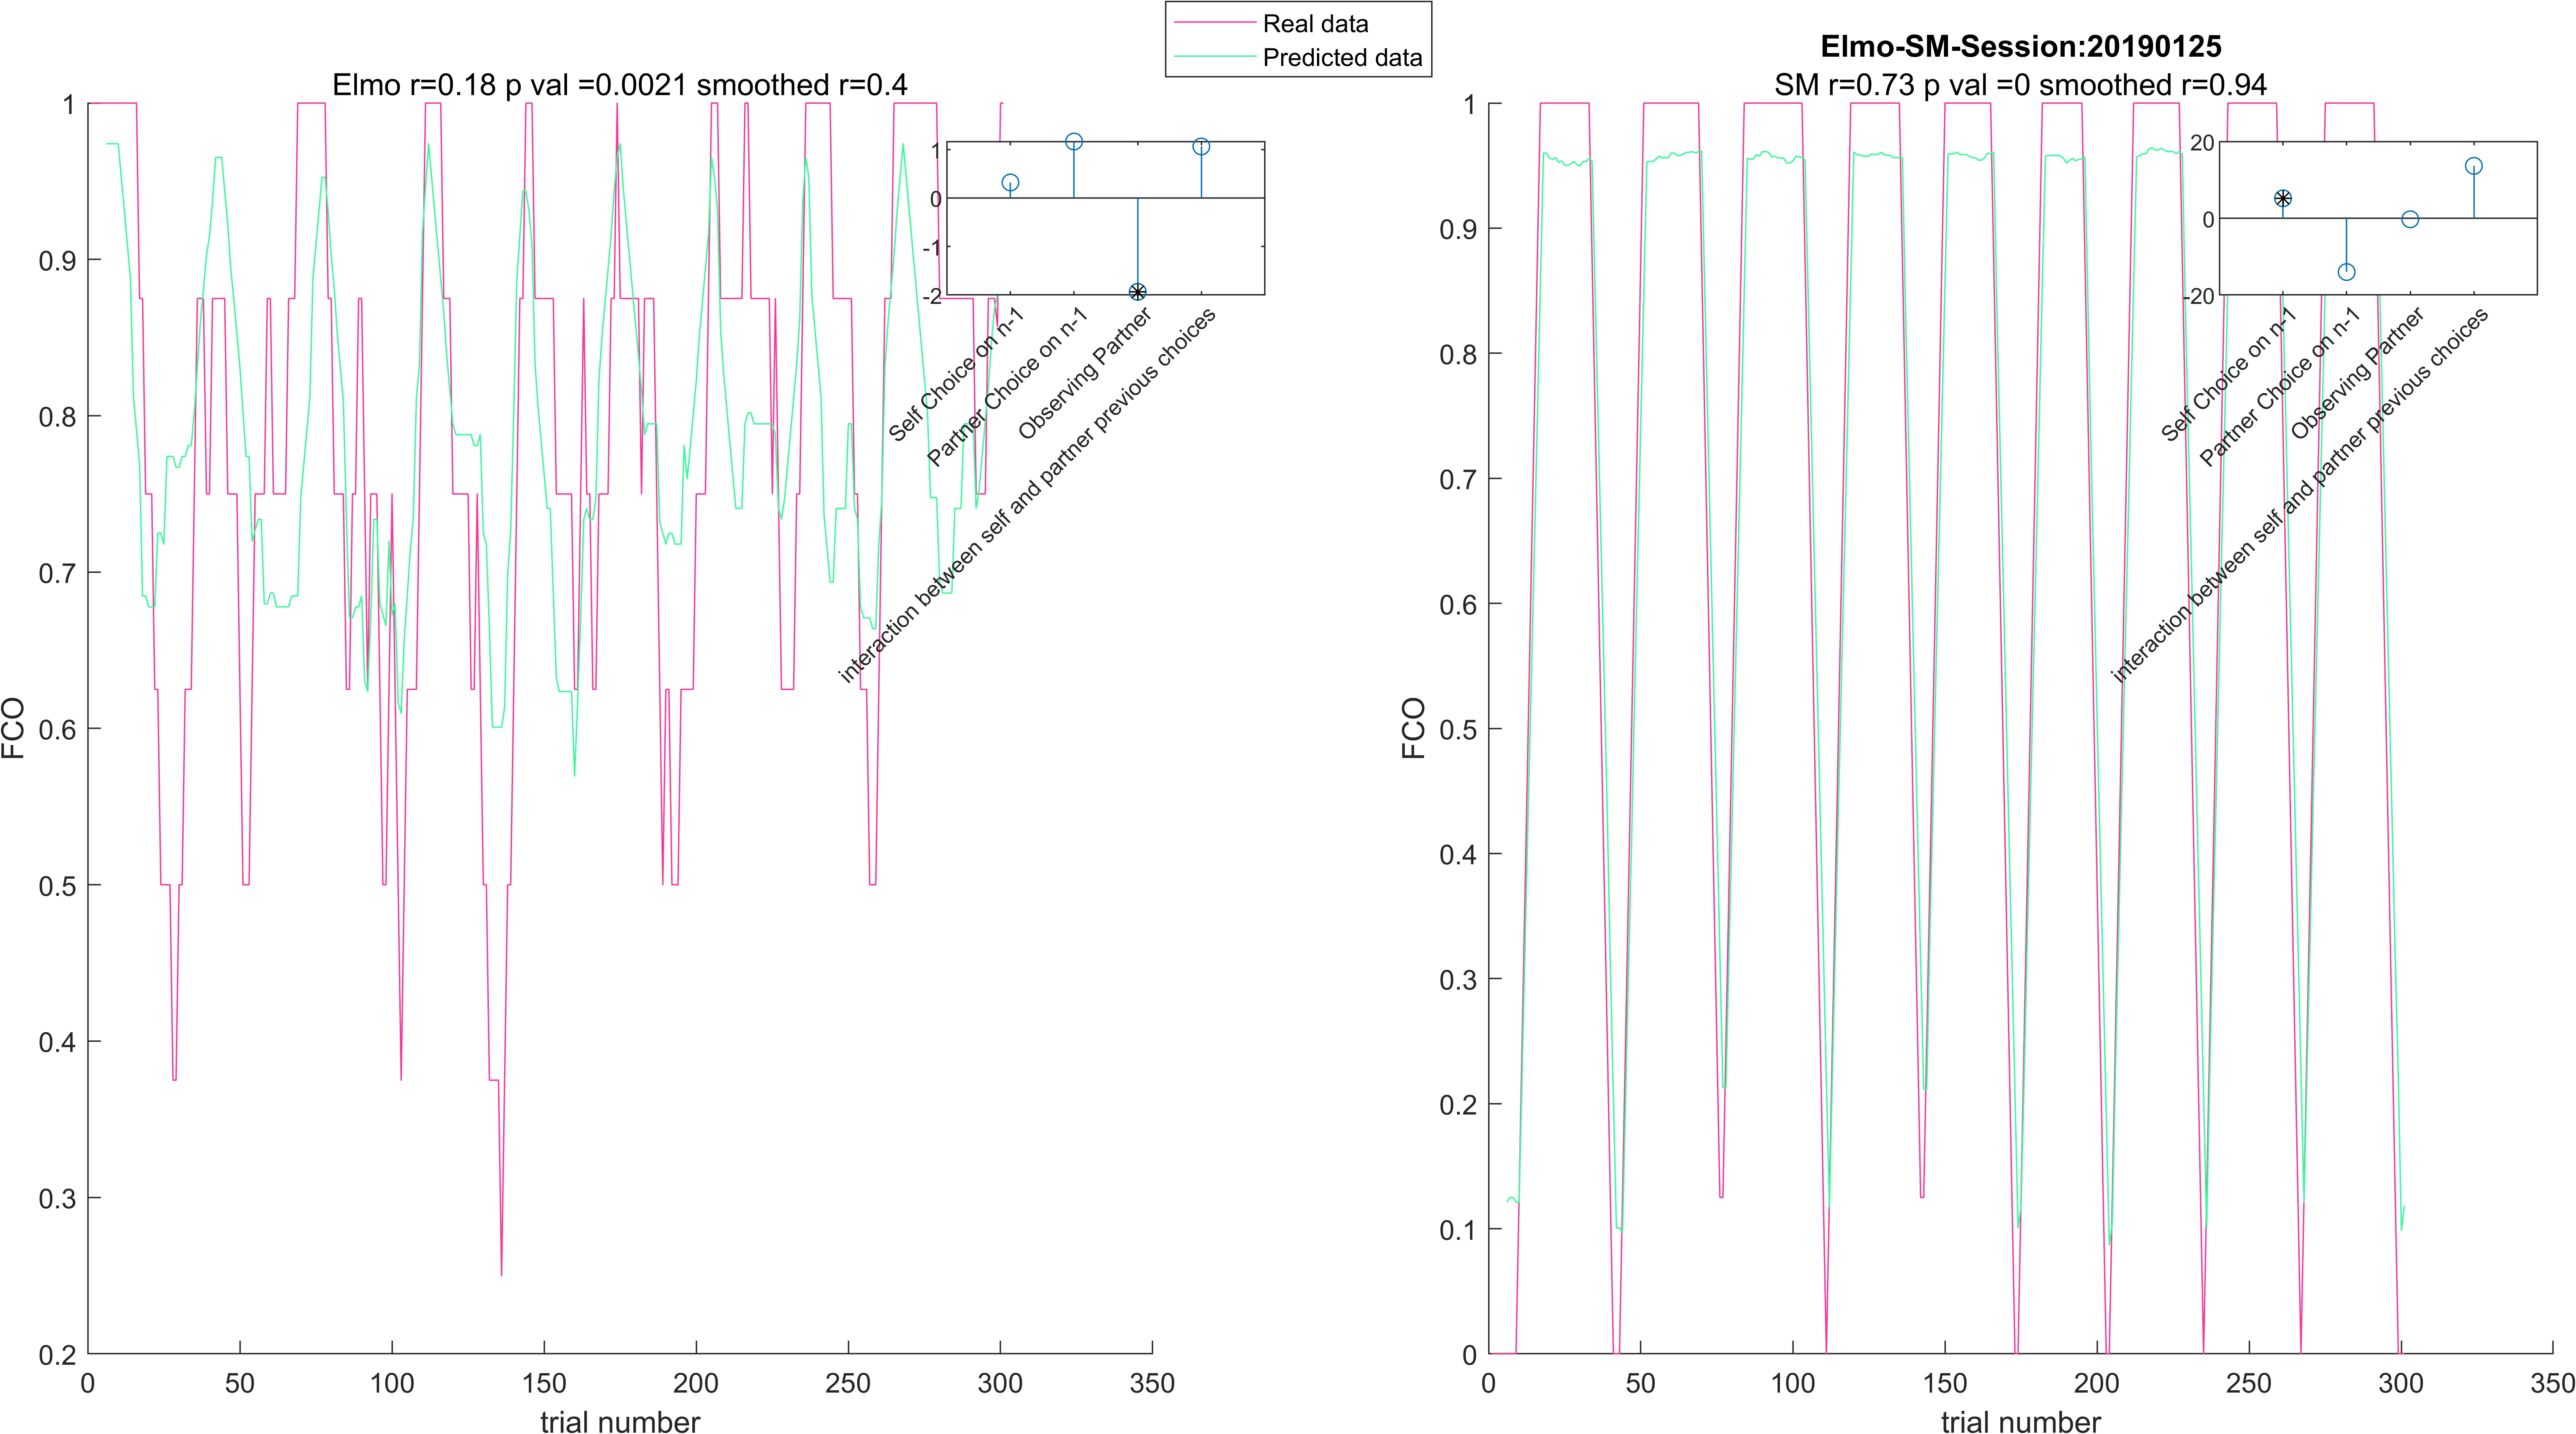 Real data
Predicted data
Elmo r=0.18 p val =0.0021 smoothed r=0.4
1
0.9
0.8
0.7
0.6
0.5
0.4
0.3
0.2
FCO
0
50
100
150
200
250
300
350
trial number
1
0
-1
-2
Self Choice on n-1
Partner Choice on n-1
Observing Partner
interaction between self and partner previous choices
Elmo-SM-Session:20190125
SM r=0.73 p val =0 smoothed r=0.94
1
0.9
0.8
0.7
0.6
0.5
0.4
0.3
0.2
0.1
0
FCO
0
50
100
150
200
250
300
350
trial number
20
0
-20
Self Choice on n-1
Partner Choice on n-1
Observing Partner
interaction between self and partner previous choices